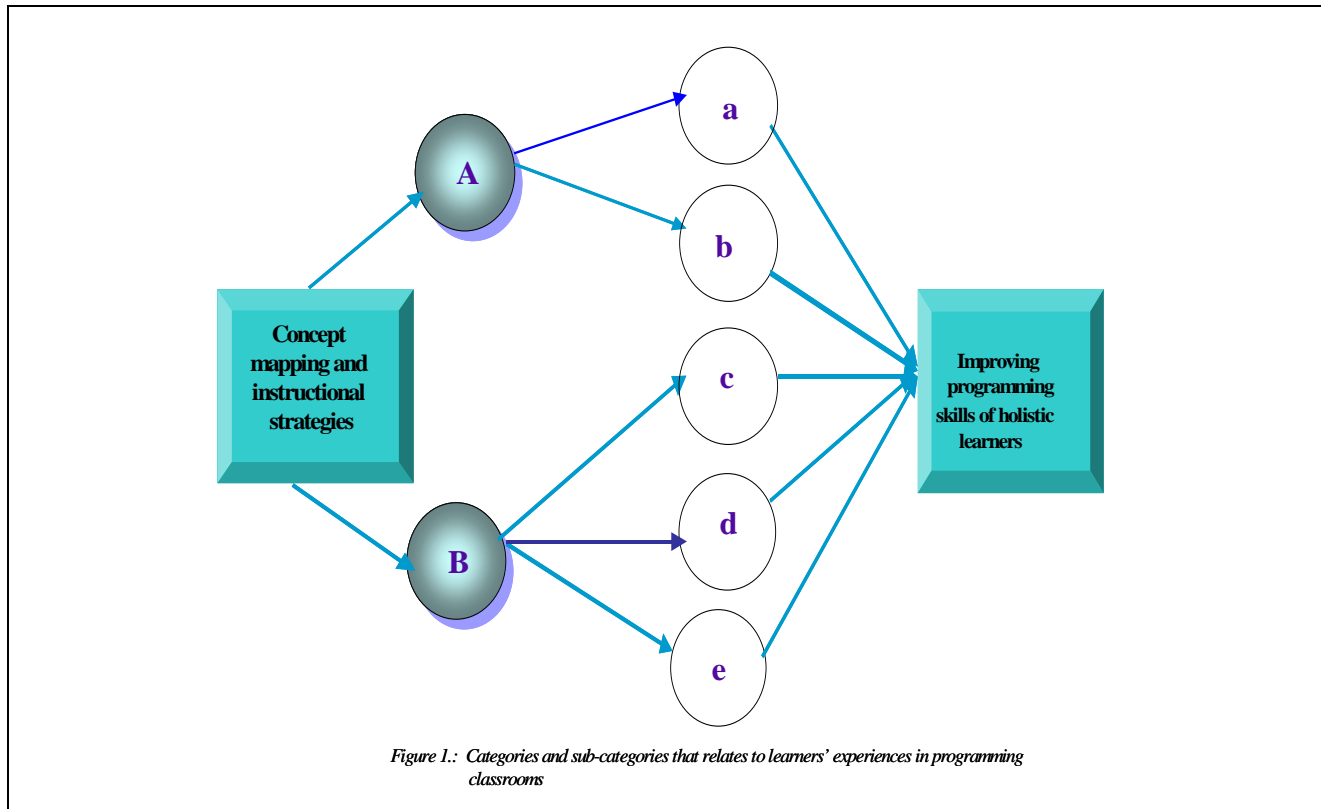 A
a
b
Concept
mapping and
instructional
strategies
c
Improving
programming
skills of holistic
learners
B
d
e
Figure 1.: Categories and sub-categories that relates to learners' experiences in programming
classrooms